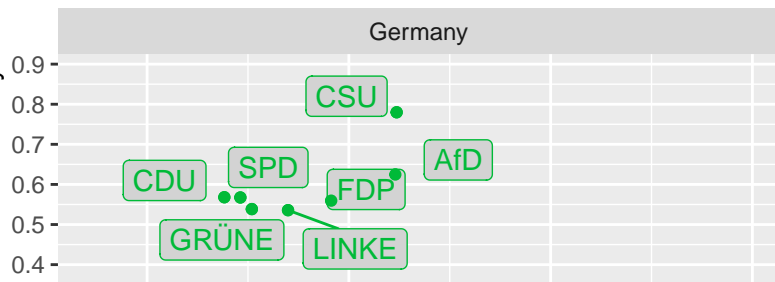 Germany
0.9
CSU
0.8
0.7
SPD
AfD
CDU
0.6
FDP
0.5
GRÜNE
LINKE
0.4